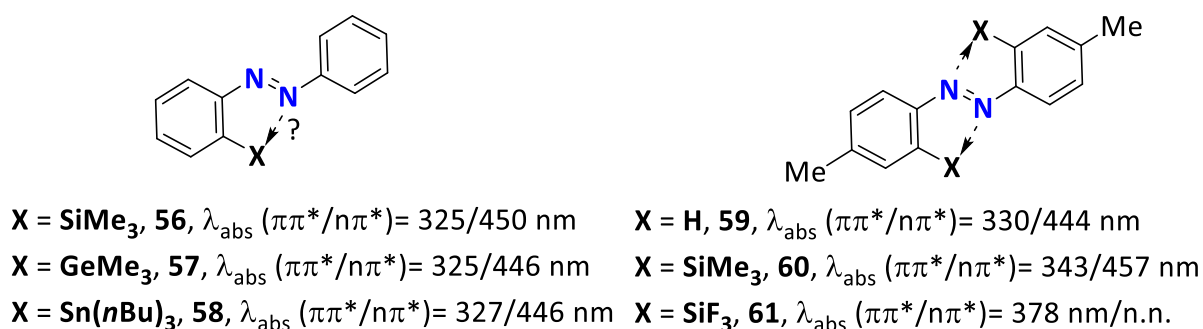 X
Me
N
N
N
N
?
X
X
Me
X = SiMe3, 56, λabs (ππ*/nπ*)= 325/450 nm
X = H, 59, λabs (ππ*/nπ*)= 330/444 nm
X = GeMe3, 57, λabs (ππ*/nπ*)= 325/446 nm
X = SiMe3, 60, λabs (ππ*/nπ*)= 343/457 nm
X = Sn(nBu)3, 58, λabs (ππ*/nπ*)= 327/446 nm
X = SiF3, 61, λabs (ππ*/nπ*)= 378 nm/n.n.